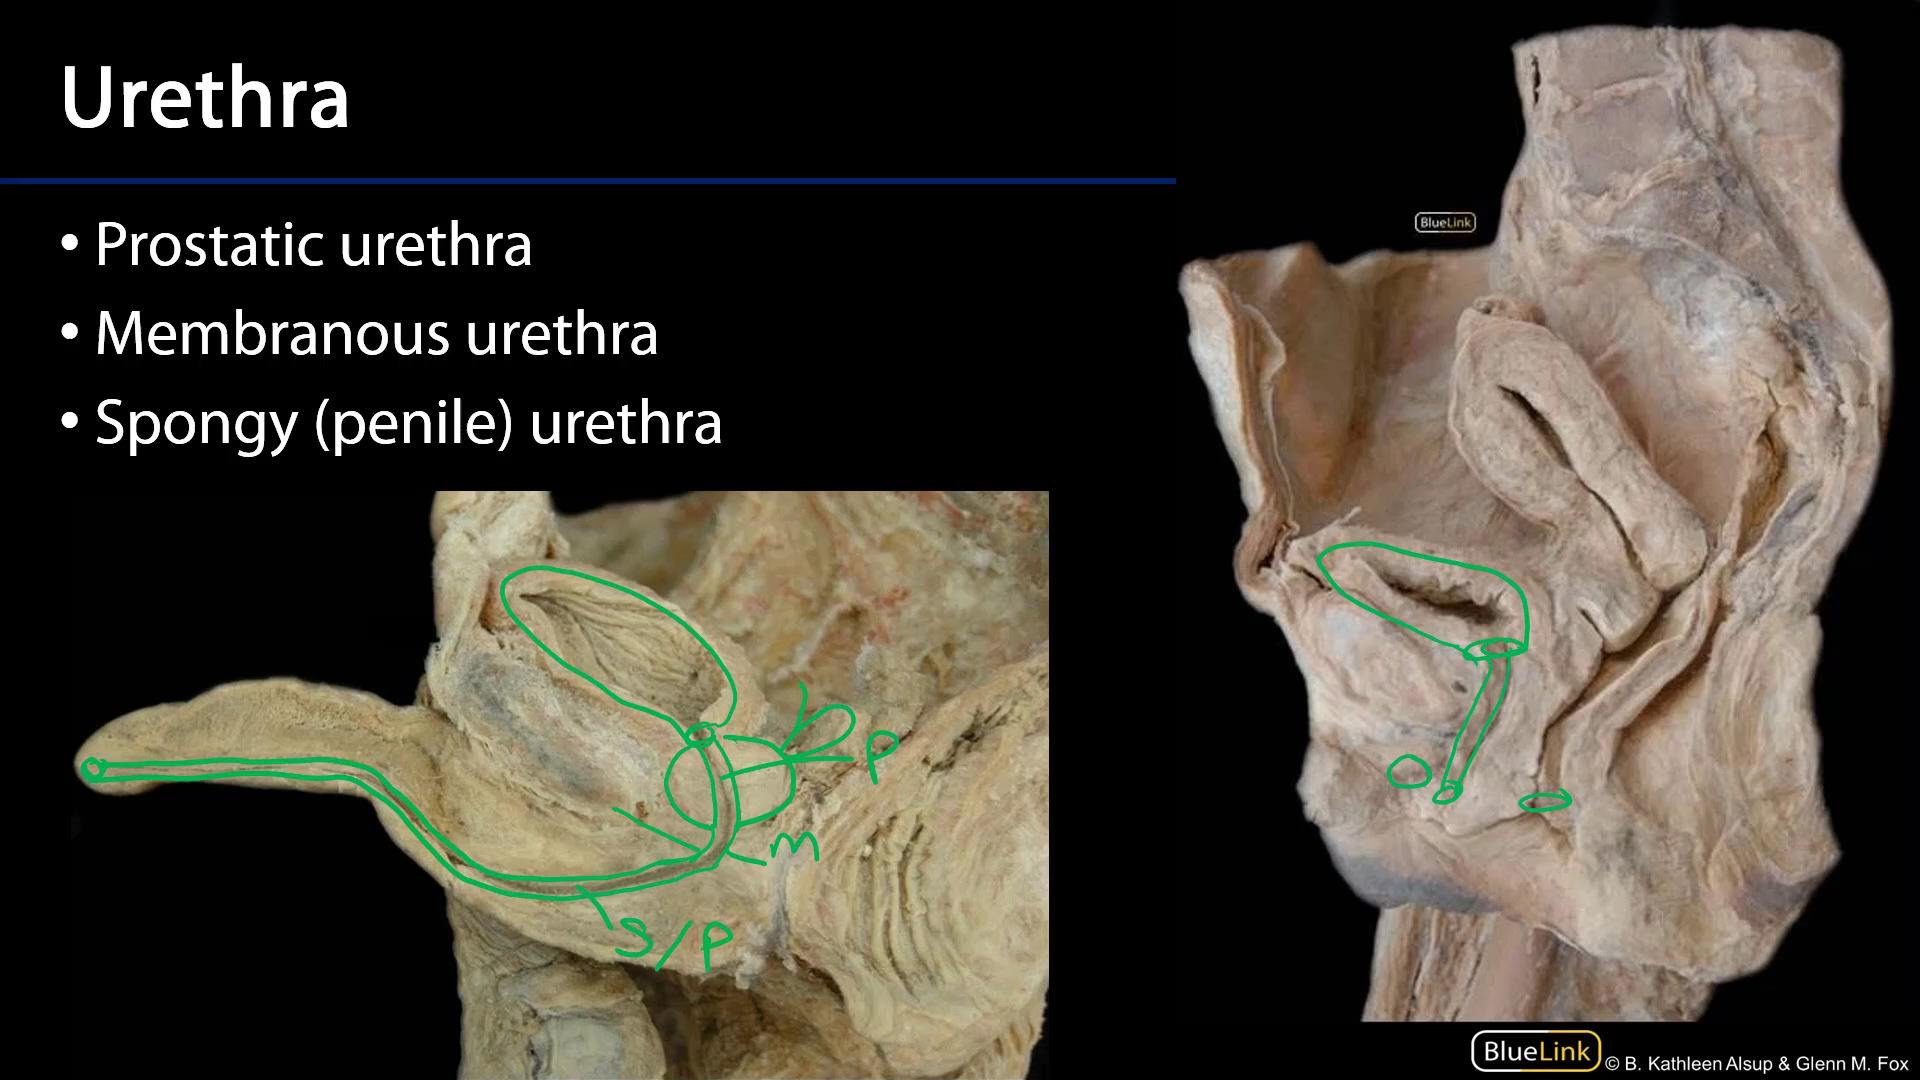 Urethra
• Prostatic urethra
• Membranous urethra
• Spongy (penile) urethra
P
m
S/P
BlueLink
BlueLink © B. Kathleen Alsup & Glenn M. Fox